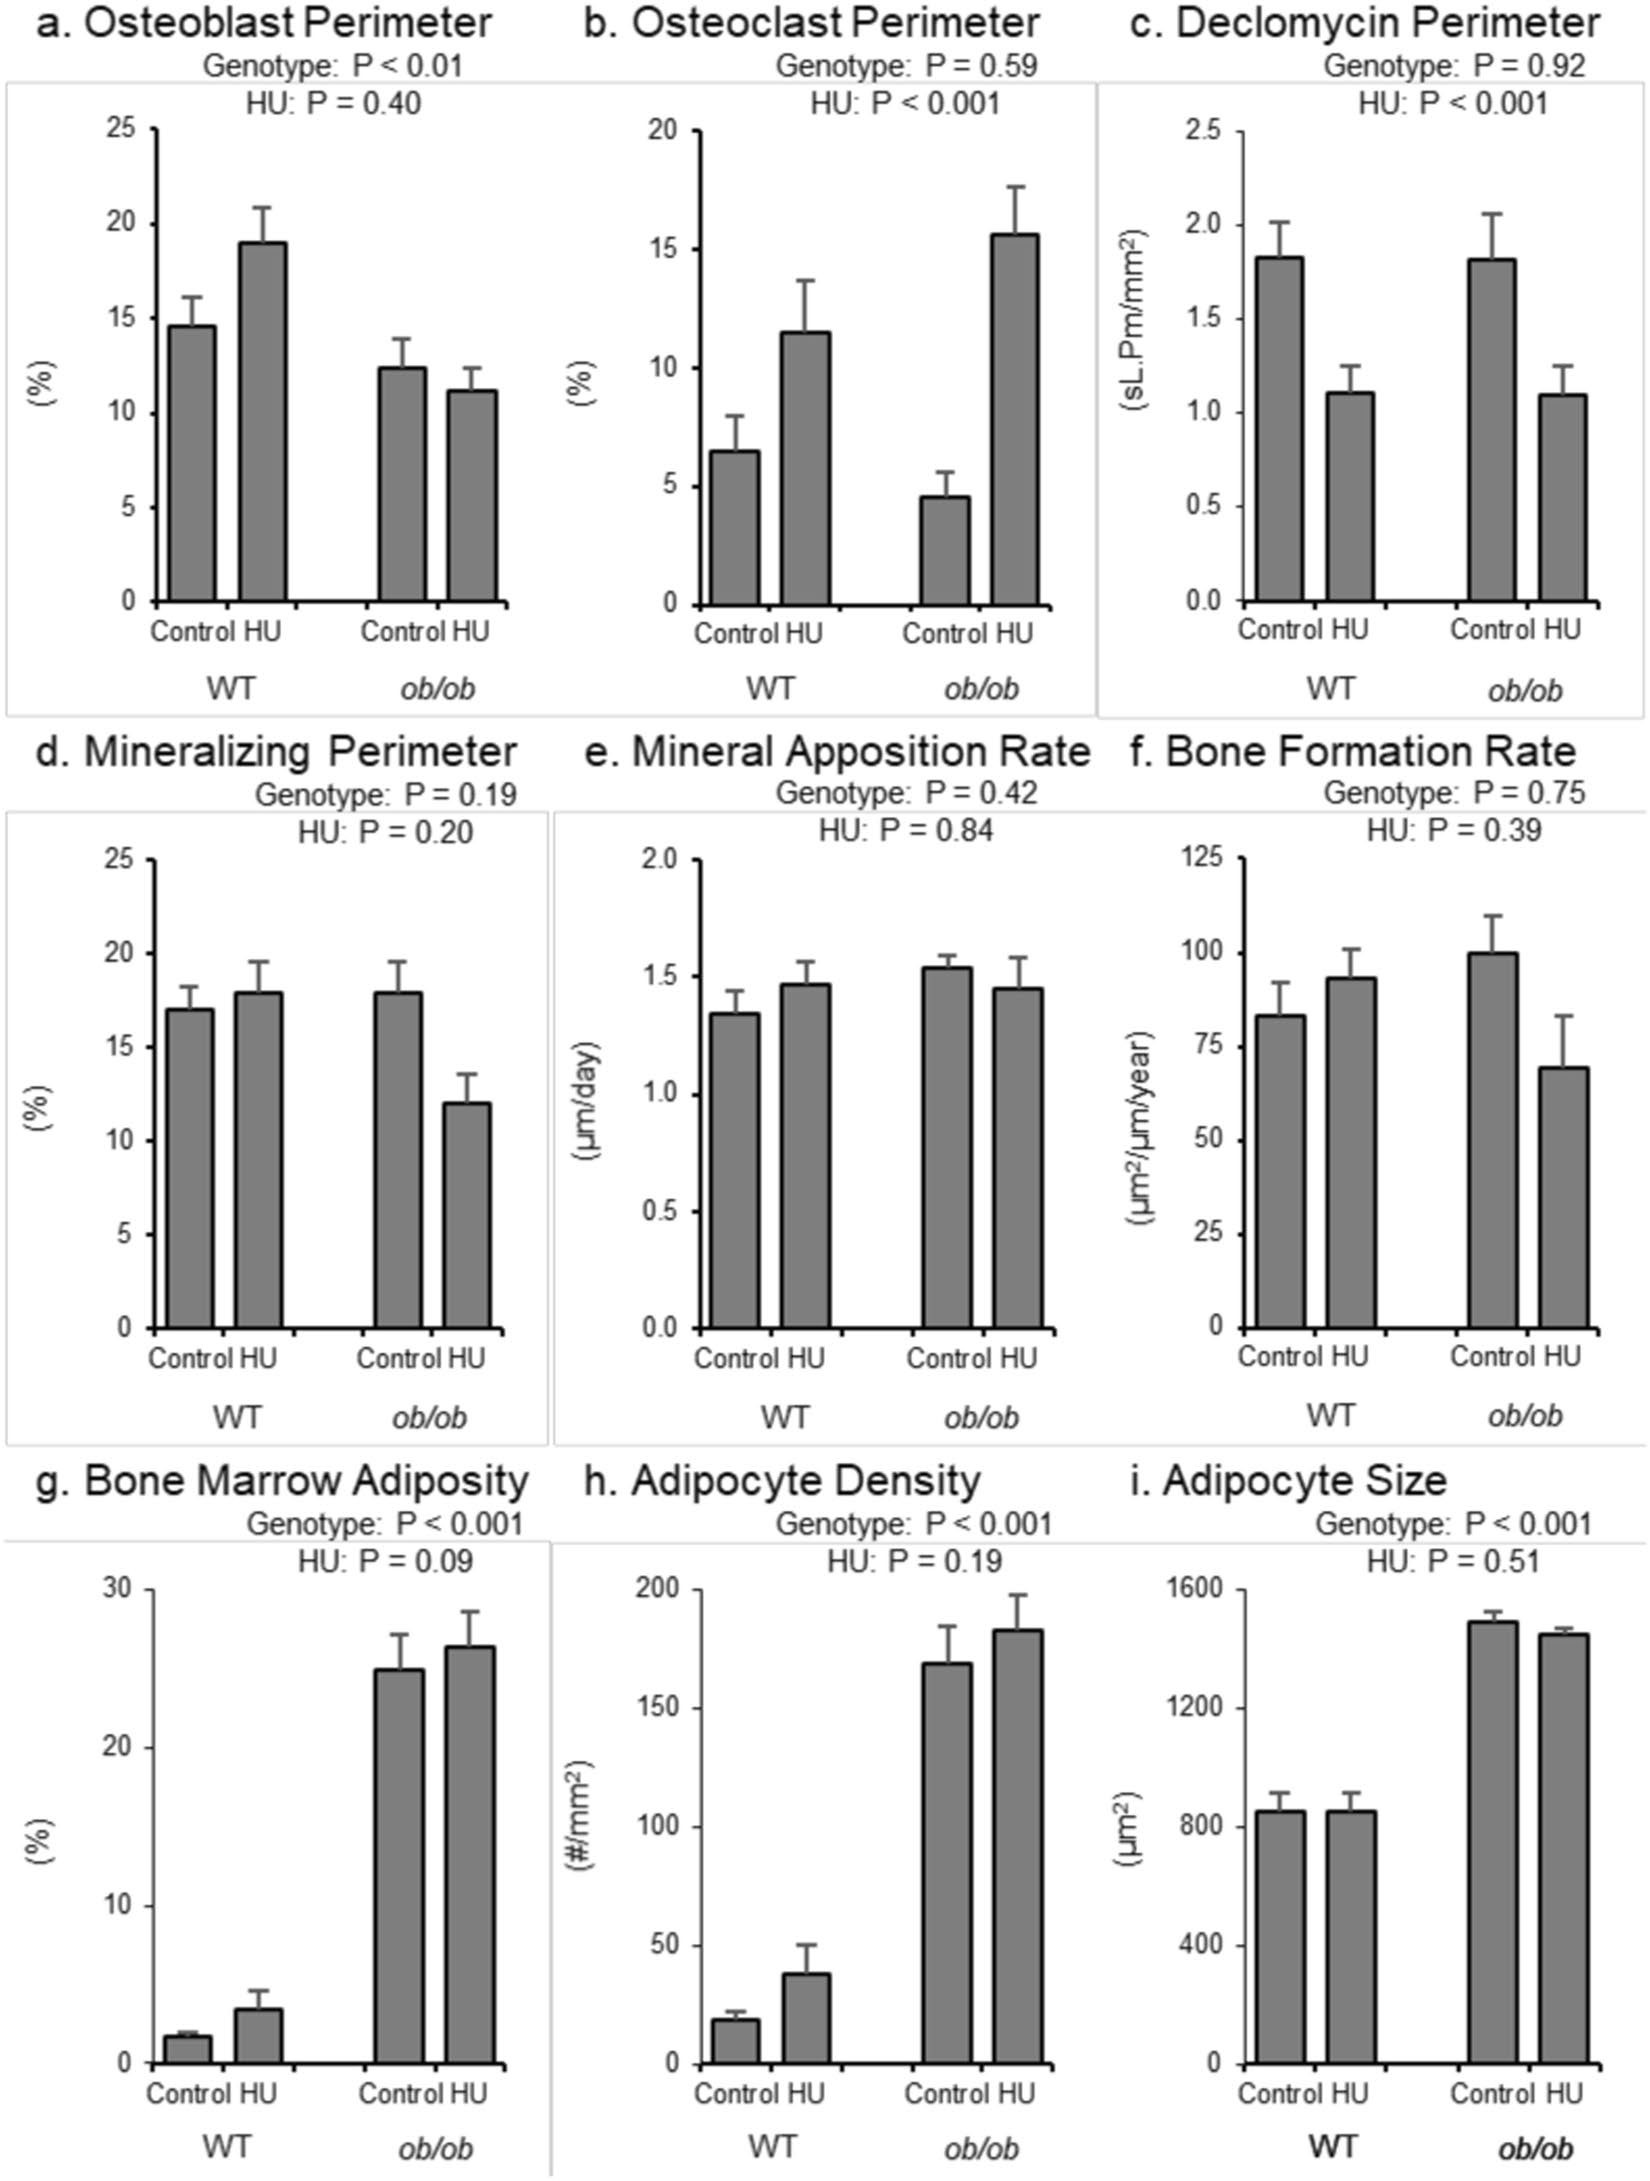 a. Osteoblast Perimeter
Genotype: P < 0.01
HU: P = 0.40
25
20
15
10
5
0
(%)
Control HU
Control HU
WT
ob/ob
b. Osteoclast Perimeter
Genotype: P = 0.59
HU: P < 0.001
20
15
10
5
0
(%)
Control HU
Control HU
WT
ob/ob
c. Declomycin Perimeter
Genotype: P = 0.92
HU: P < 0.001
2.5
2.0
1.5
1.0
0.5
0.0
(sL.Pm/mm²)
Control HU
Control HU
WT
ob/ob
d. Mineralizing Perimeter
Genotype: P = 0.19
HU: P = 0.20
25
20
15
10
5
0
(%)
Control HU
Control HU
WT
ob/ob
e. Mineral Apposition Rate
Genotype: P = 0.42
HU: P = 0.84
2.0
1.5
1.0
0.5
0.0
(µm/day)
Control HU
Control HU
WT
ob/ob
f. Bone Formation Rate
Genotype: P = 0.75
HU: P = 0.39
125
100
75
50
25
0
(µm²/µm/year)
Control HU
Control HU
WT
ob/ob
g. Bone Marrow Adiposity
Genotype: P < 0.001
HU: P = 0.09
30
20
10
0
(%)
Control HU
Control HU
WT
ob/ob
h. Adipocyte Density
Genotype: P < 0.001
HU: P = 0.19
200
150
100
50
0
(#/mm²)
Control HU
Control HU
WT
ob/ob
i. Adipocyte Size
Genotype: P < 0.001
HU: P = 0.51
1600
1200
800
400
0
(µm²)
Control HU
Control HU
WT
ob/ob